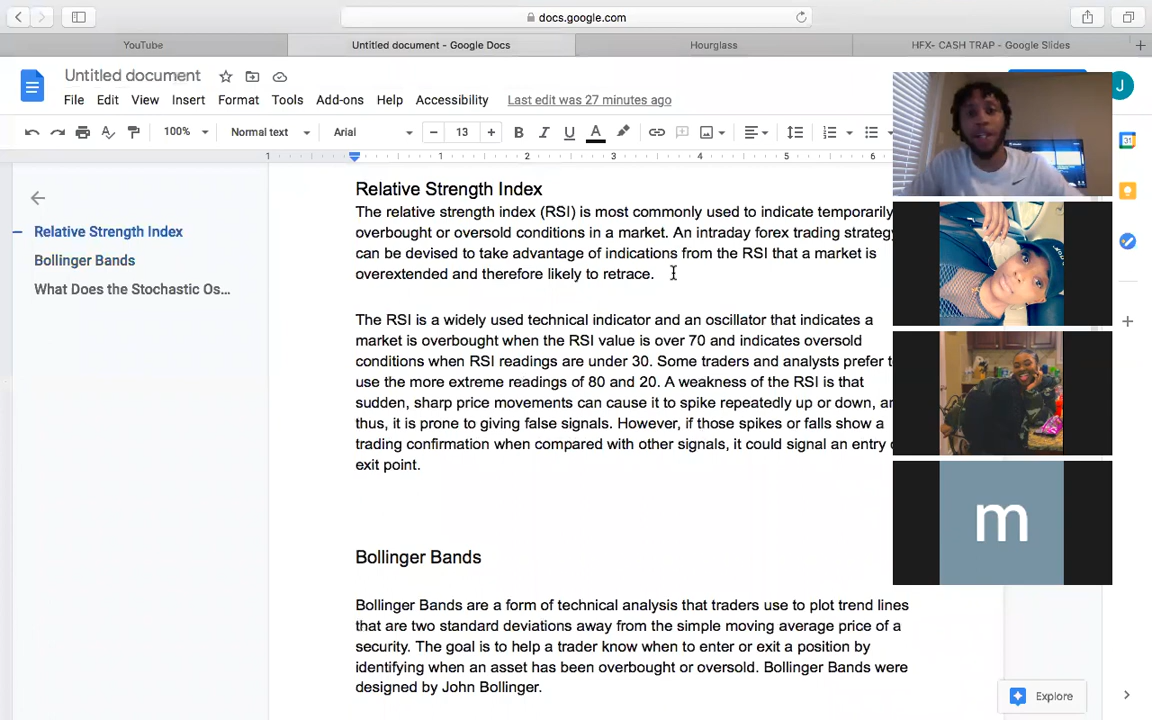 docs.google.com
YouTube
Untitled document - Google Docs
Hourglass
HFX- CASH TRAP - Google Slides
Untitled document
File Edit View Insert Format Tools Add-ons Help Accessibility Last edit was 27 minutes ago
J
100% Normal text Arial 13 B I U A
1 1 2 3 4 5 6
Relative Strength Index
Bollinger Bands
What Does the Stochastic Os...
Relative Strength Index
The relative strength index (RSI) is most commonly used to indicate temporarily
overbought or oversold conditions in a market. An intraday forex trading strategy
can be devised to take advantage of indications from the RSI that a market is
overextended and therefore likely to retrace.
The RSI is a widely used technical indicator and an oscillator that indicates a
market is overbought when the RSI value is over 70 and indicates oversold
conditions when RSI readings are under 30. Some traders and analysts prefer
use the more extreme readings of 80 and 20. A weakness of the RSI is that
sudden, sharp price movements can cause it to spike repeatedly up or down,
thus, it is prone to giving false signals. However, if those spikes or falls show a
trading confirmation when compared with other signals, it could signal an entry
exit point.
Bollinger Bands
Bollinger Bands are a form of technical analysis that traders use to plot trend lines
that are two standard deviations away from the simple moving average price of a
security. The goal is to help a trader know when to enter or exit a position by
identifying when an asset has been overbought or oversold. Bollinger Bands were
designed by John Bollinger.
m
31
Explore